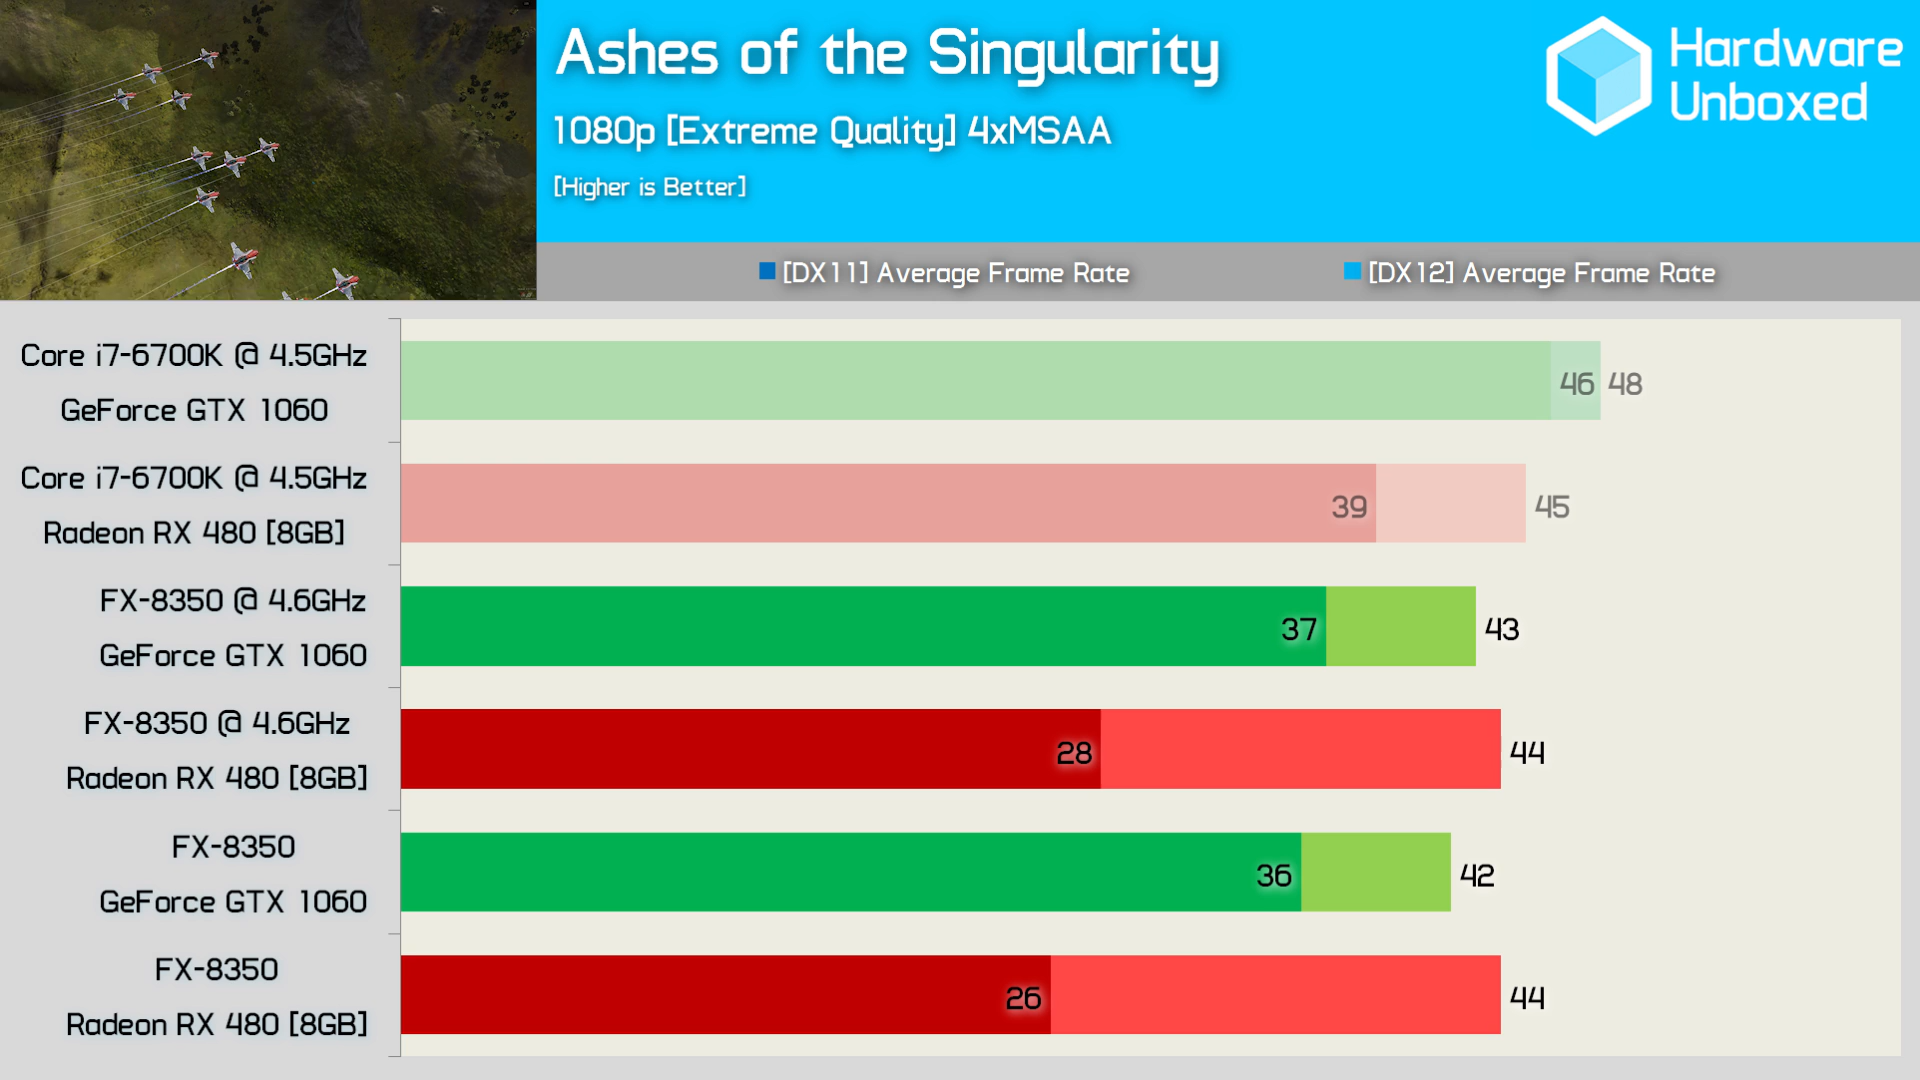 Ashes of the Singularity
1080p [Extreme Quality] 4xMSAA
[Higher is Better]
Hardware
Unboxed
[DX11] Average Frame Rate
[DX12] Average Frame Rate
Core i7-6700K @ 4.5GHz
GeForce GTX 1060
46 48
Core i7-6700K @ 4.5GHz
Radeon RX 480 [8GB]
39 45
FX-8350 @ 4.6GHz
GeForce GTX 1060
37 43
FX-8350 @ 4.6GHz
Radeon RX 480 [8GB]
28 44
FX-8350
GeForce GTX 1060
36 42
FX-8350
Radeon RX 480 [8GB]
26 44